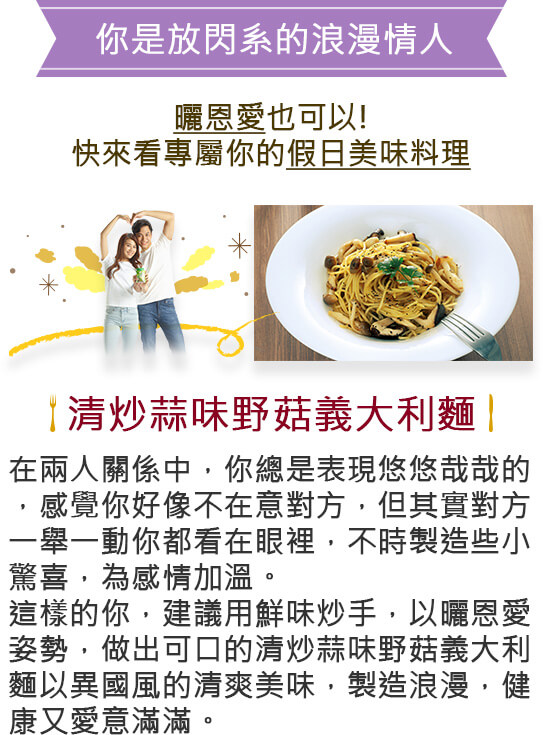 你是放閃系的浪漫情人
曬恩愛也可以!
快來看專屬你的假日美味料理
清炒蒜味野菇義大利麵
在兩人關係中，你總是表現悠悠哉哉的
，感覺你好像不在意對方，但其實對方
一舉一動你都看在眼裡，不時製造些小
驚喜，為感情加溫。
這樣的你，建議用鮮味炒手，以曬恩愛
姿勢，做出可口的清炒蒜味野菇義大利
麵以異國風的清爽美味，製造浪漫，健
康又愛意滿滿。